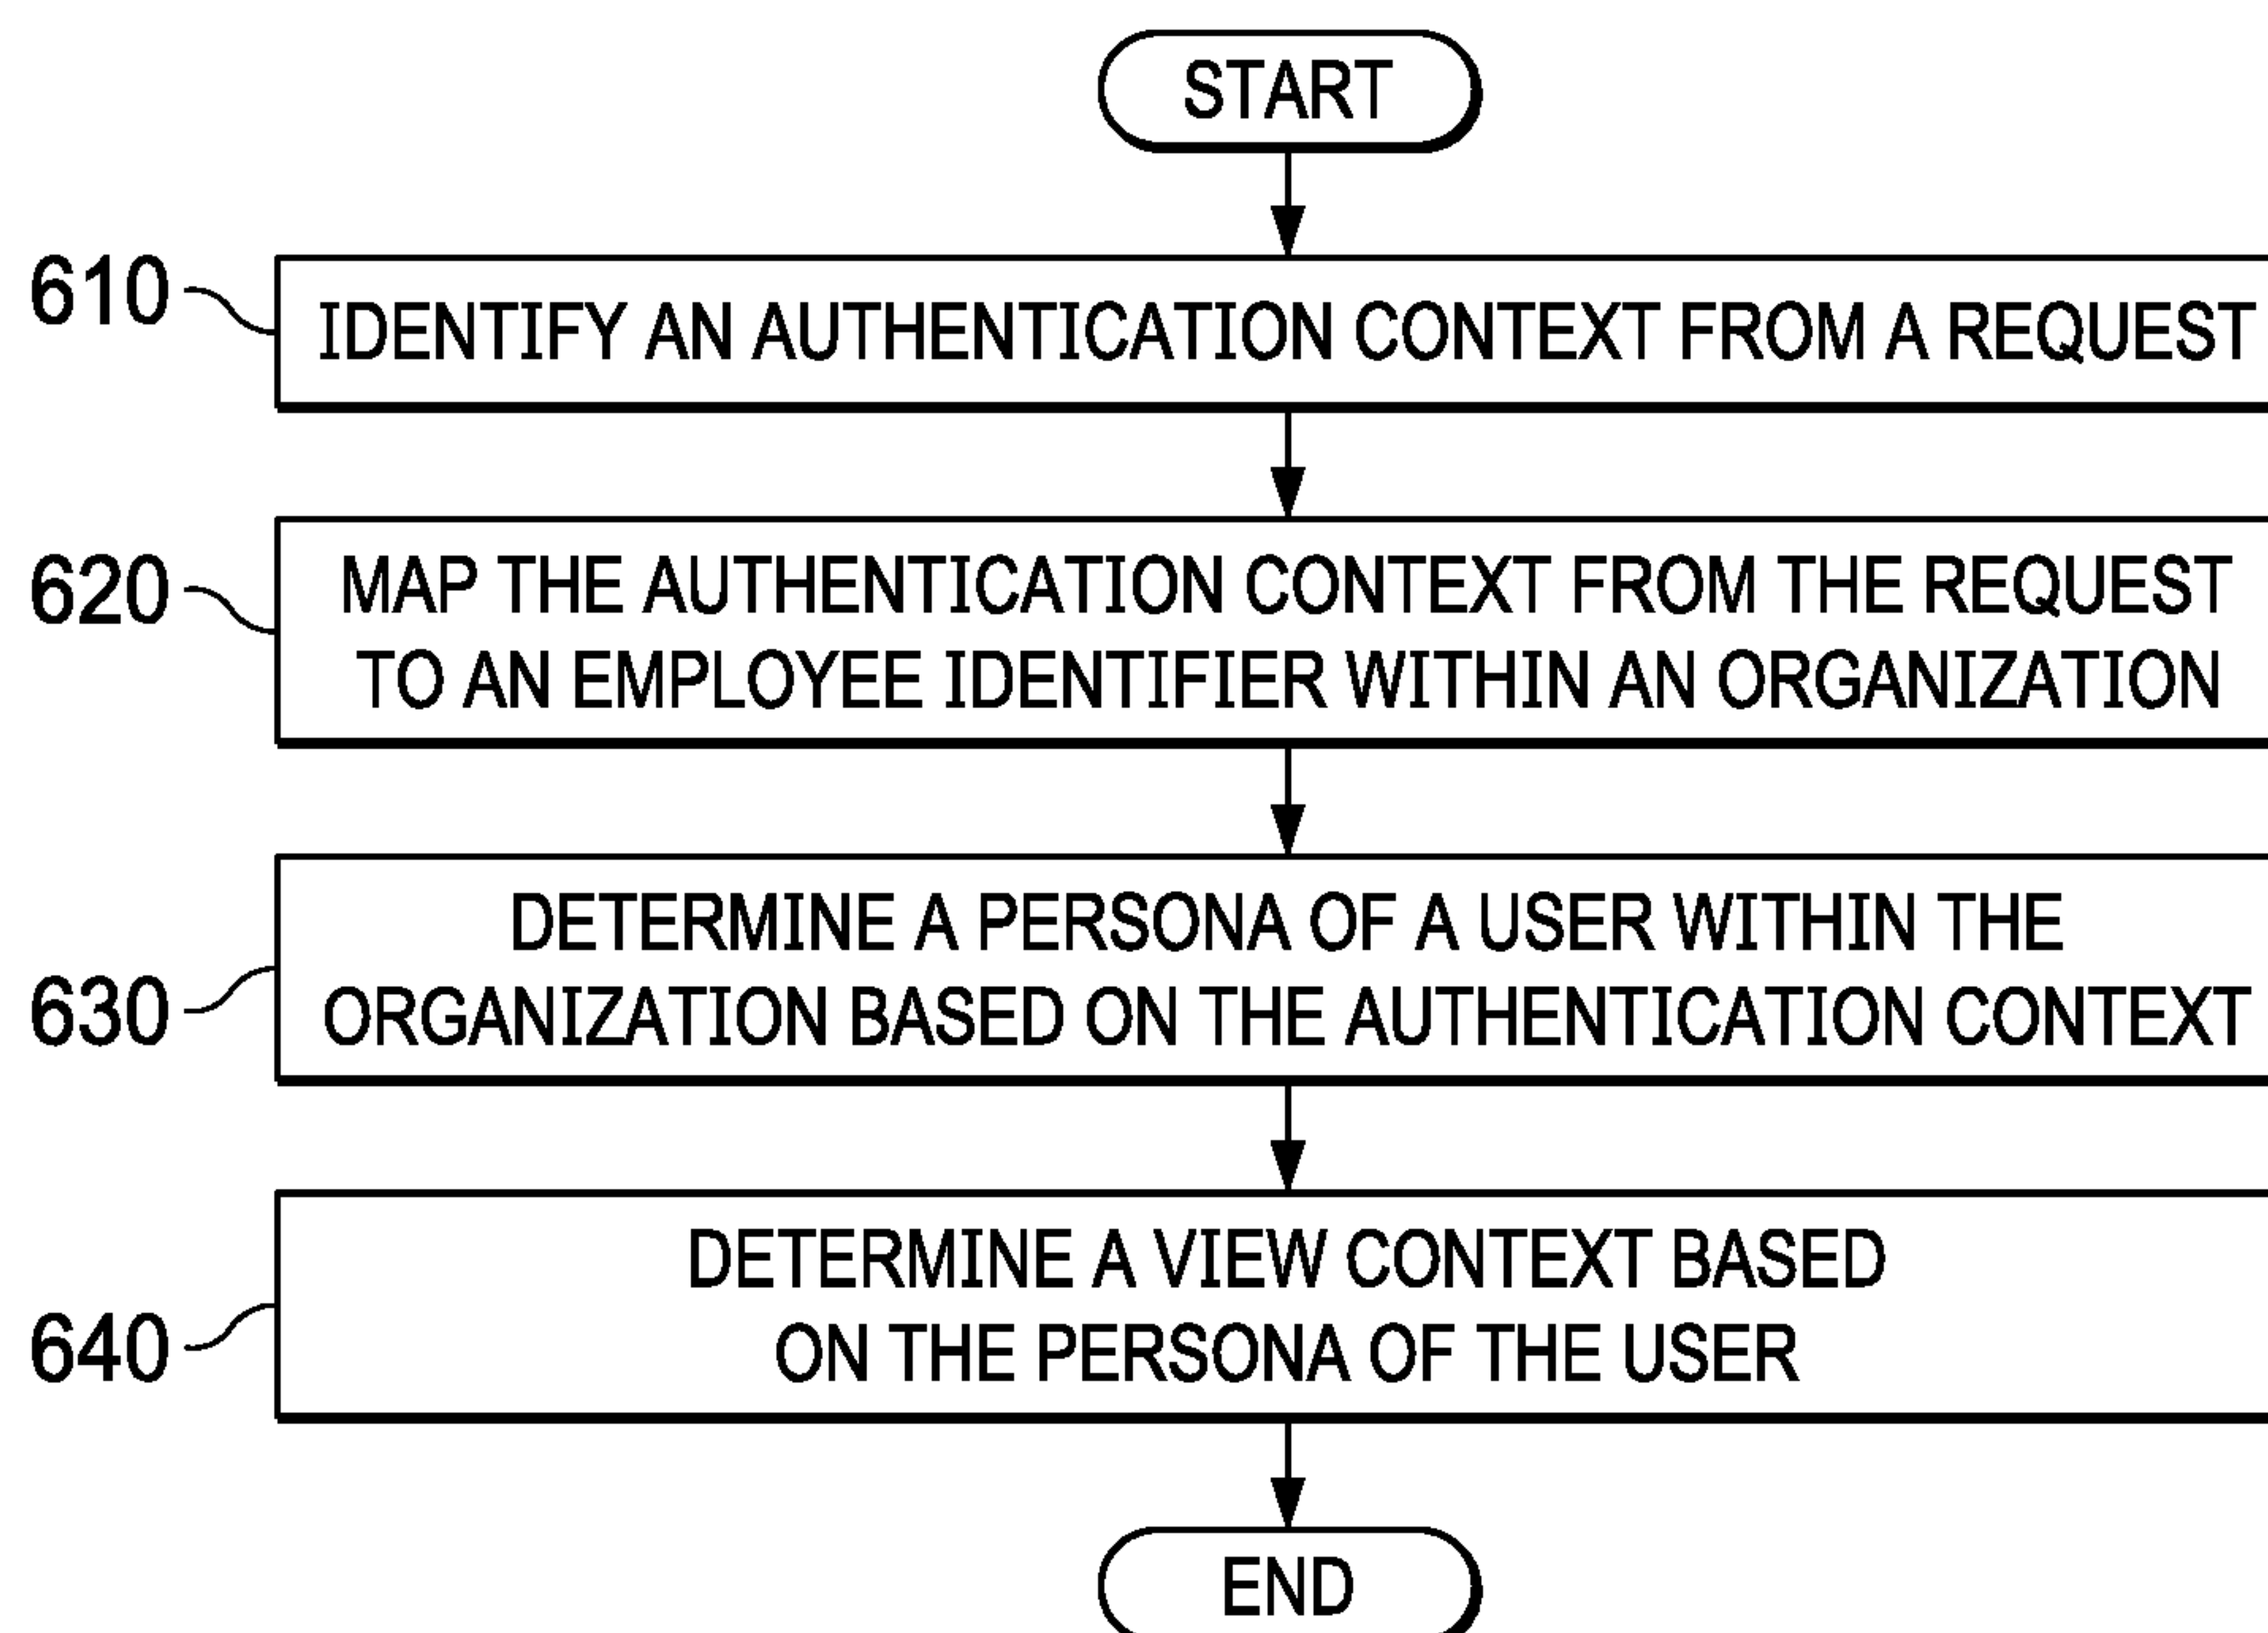 START
610
IDENTIFY AN AUTHENTICATION CONTEXT FROM A REQUEST
620
MAP THE AUTHENTICATION CONTEXT FROM THE REQUEST
TO AN EMPLOYEE IDENTIFIER WITHIN AN ORGANIZATION
630
DETERMINE A PERSONA OF A USER WITHIN THE
ORGANIZATION BASED ON THE AUTHENTICATION CONTEXT
640
DETERMINE A VIEW CONTEXT BASED
ON THE PERSONA OF THE USER
END